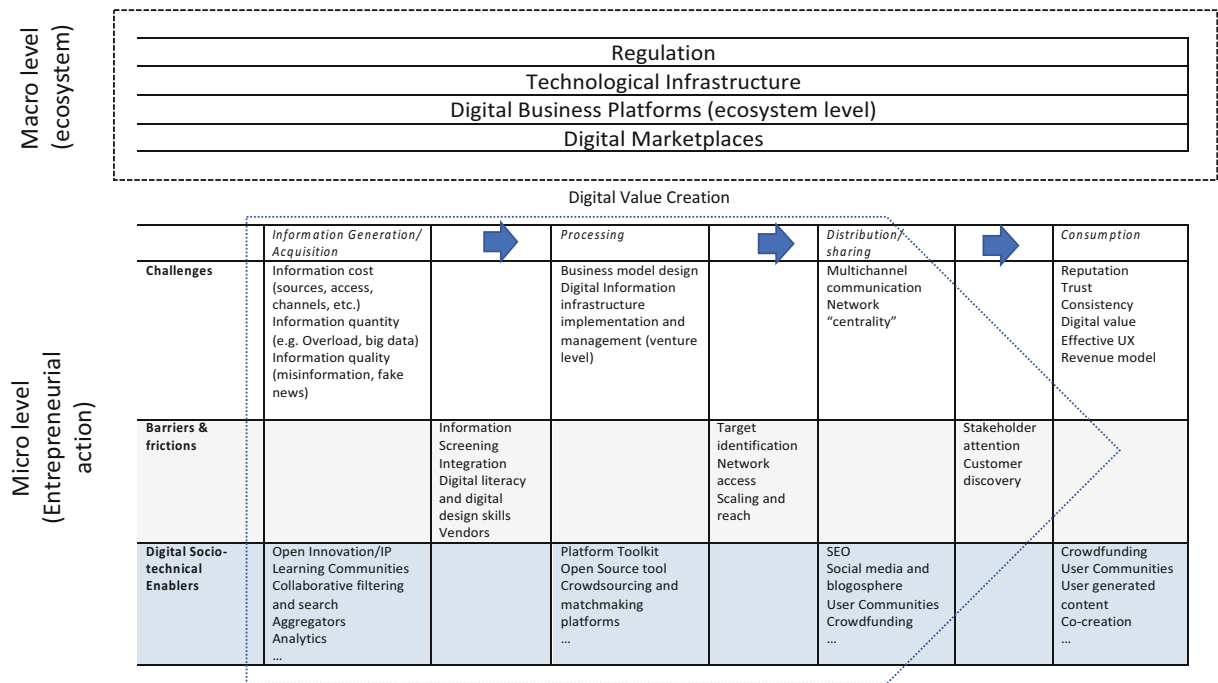 Macro level
(ecosystem)
Regulation
Technological Infrastructure
Digital Business Platforms (ecosystem level)
Digital Marketplaces
Digital Value Creation
Micro level
(Entrepreneurial
action)
Information Generation/
Acquisition
Processing
Distribution/
sharing
Consumption
Challenges
Information cost
(sources, access,
channels, etc.)
Information quantity
(e.g. Overload, big data)
Information quality
(misinformation, fake
news)
Business model design
Digital Information
infrastructure
implementation and
management (venture
level)
Multichannel
communication
Network
“centrality”
Reputation
Trust
Consistency
Digital value
Effective UX
Revenue model
Barriers &
frictions
Information
Screening
Integration
Digital literacy
and digital
design skills
Vendors
Target
identification
Network
access
Scaling and
reach
Stakeholder
attention
Customer
discovery
Digital Socio-
technical
Enablers
Open Innovation/IP
Learning Communities
Collaborative filtering
and search
Aggregators
Analytics
…
Platform Toolkit
Open Source tool
Crowdsourcing and
matchmaking
platforms
…
SEO
Social media and
blogosphere
User Communities
Crowdfunding
…
Crowdfunding
User Communities
User generated
content
Co-creation
…